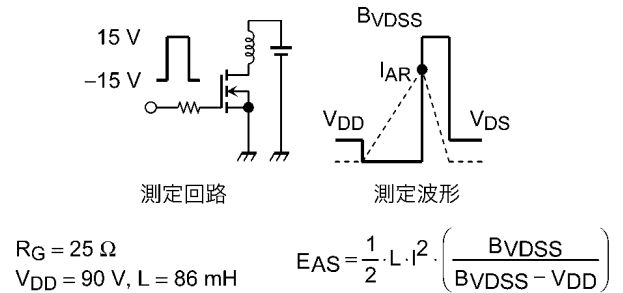 15 V
−15 V
BVDSS
IAR
VDD
VDS
測定回路
測定波形
RG = 25 Ω
VDD = 90 V, L = 86 mH
EAS = 1/2 · L · I² · (BVDSS / (BVDSS − VDD))